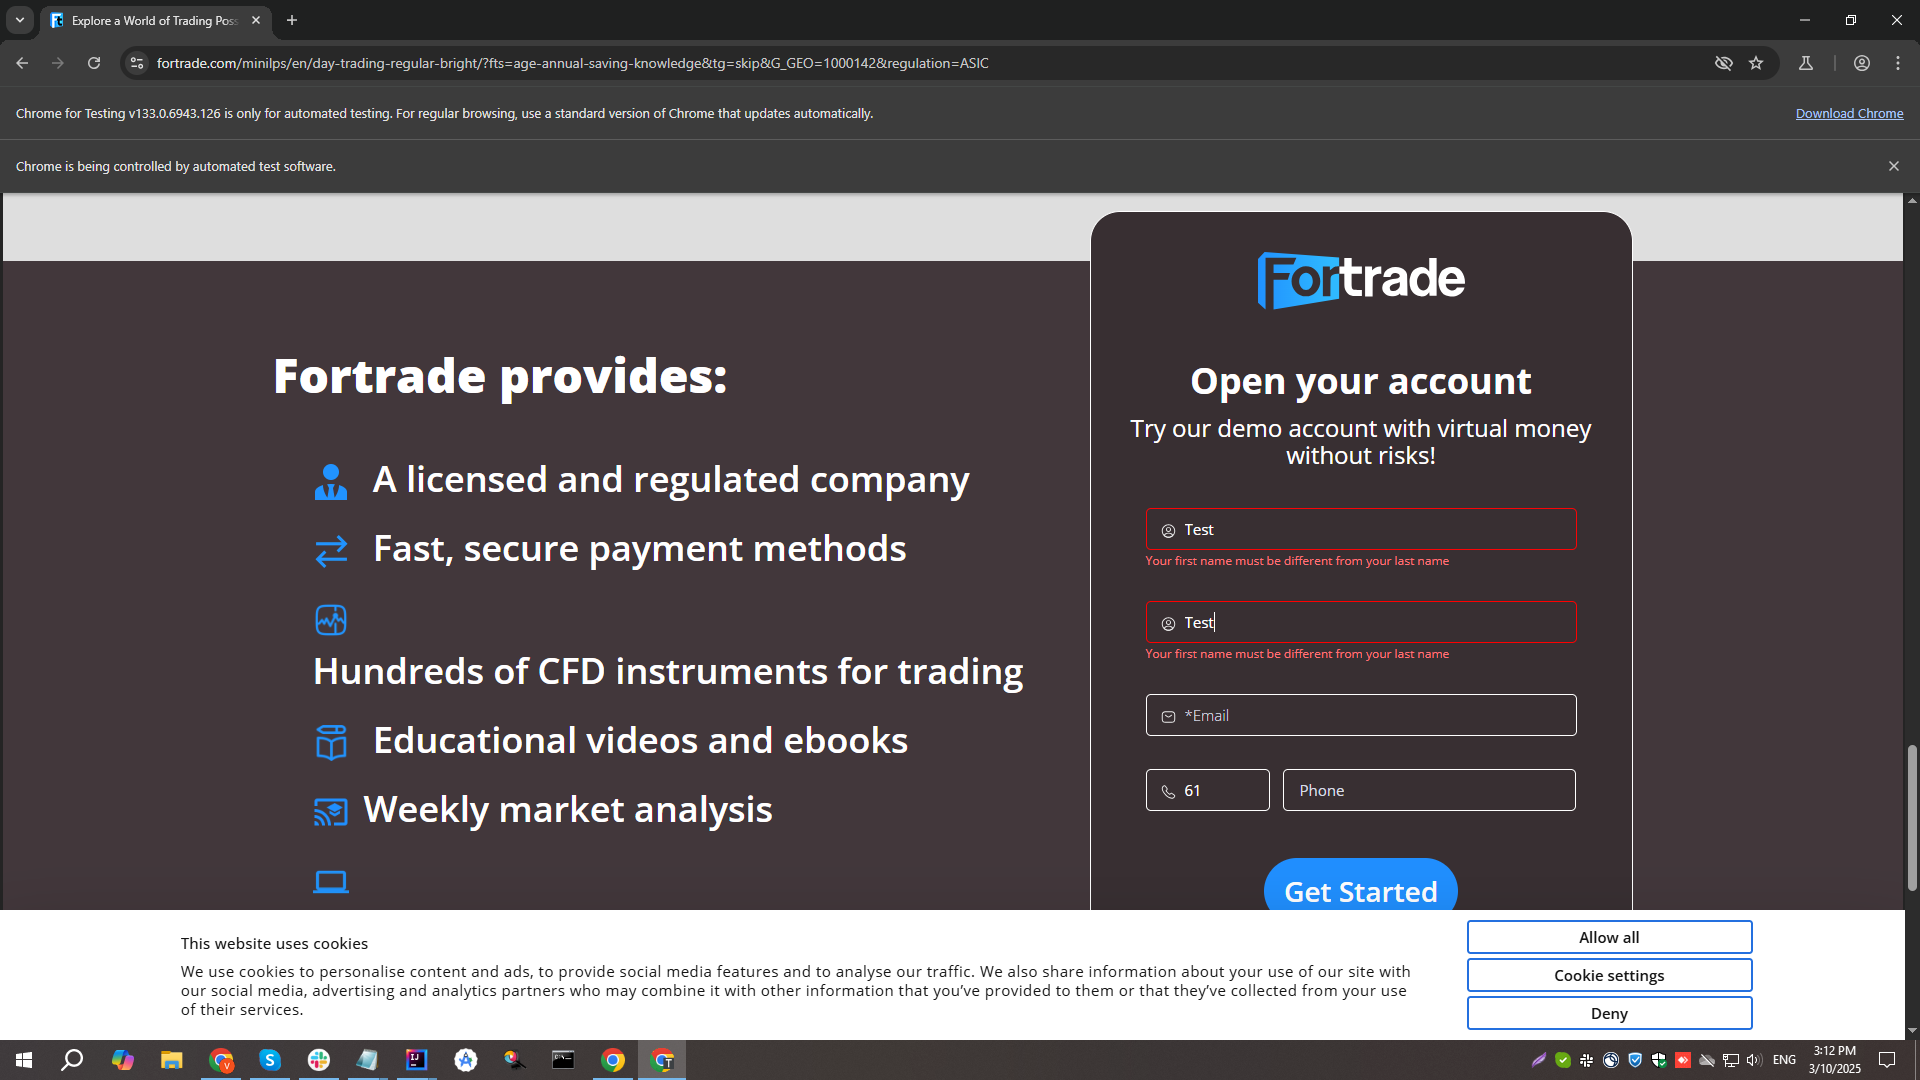 Explore a World of Trading Pos
fortrade.com/minilps/en/day-trading-regular-bright/?fts=age-annual-saving-knowledge&tg=skip&G_GEO=1000142&regulation=ASIC
Chrome for Testing v133.0.6943.126 is only for automated testing. For regular browsing, use a standard version of Chrome that updates automatically.
Download Chrome
Chrome is being controlled by automated test software.
Fortrade
Fortrade provides:
A licensed and regulated company
Fast, secure payment methods
Hundreds of CFD instruments for trading
Educational videos and ebooks
Weekly market analysis
Open your account
Try our demo account with virtual money
without risks!
Test
Your first name must be different from your last name
Test
Your first name must be different from your last name
*Email
61
Phone
Get Started
This website uses cookies
We use cookies to personalise content and ads, to provide social media features and to analyse our traffic. We also share information about your use of our site with
our social media, advertising and analytics partners who may combine it with other information that you've provided to them or that they've collected from your use
of their services.
Allow all
Cookie settings
Deny
ENG
3:12 PM
3/10/2025